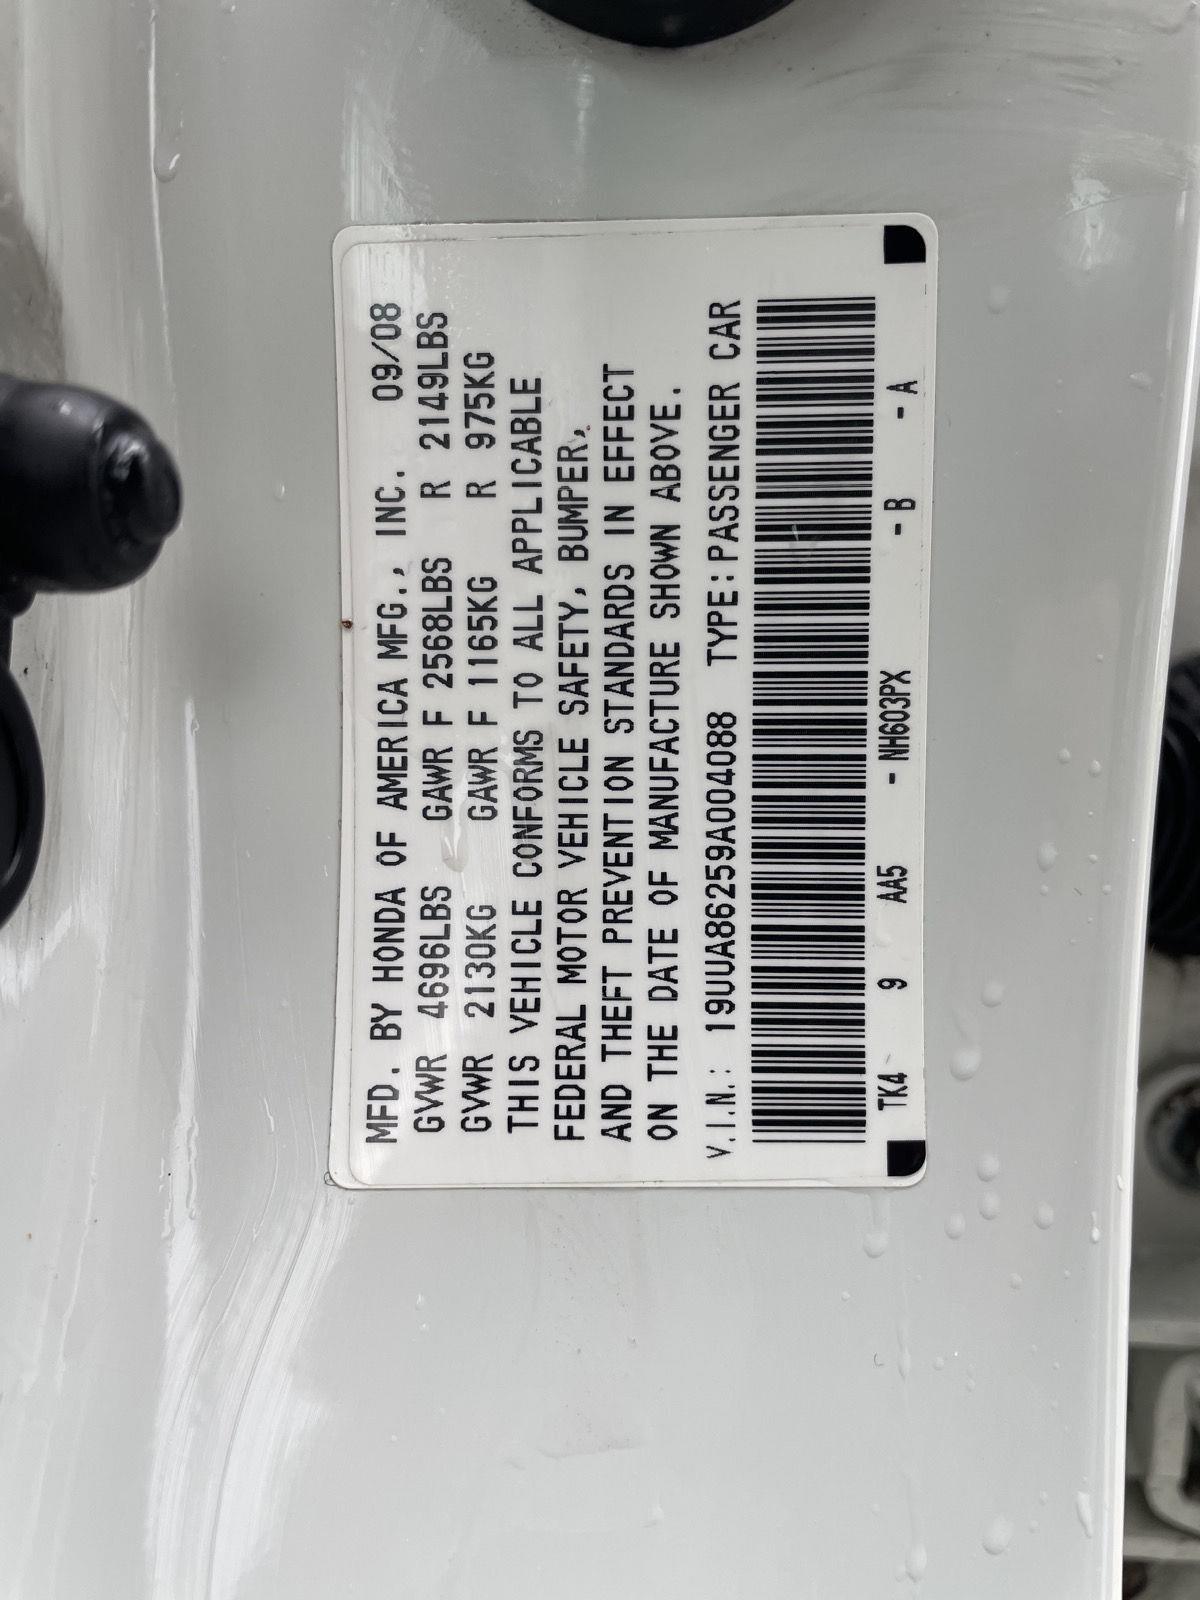 MFD. BY HONDA OF AMERICA MFG., INC. 09/08
GVWR 4696LBS GAWR F 2568LBS R 2149LBS
GVWR 2130KG GAWR F 1165KG R 975KG
THIS VEHICLE CONFORMS TO ALL APPLICABLE
FEDERAL MOTOR VEHICLE SAFETY, BUMPER,
AND THEFT PREVENTION STANDARDS IN EFFECT
ON THE DATE OF MANUFACTURE SHOWN ABOVE.
V.I.N.: 19UUA86259A004088 TYPE:PASSENGER CAR
TK4 9 AA5 - NH603PX - B - A